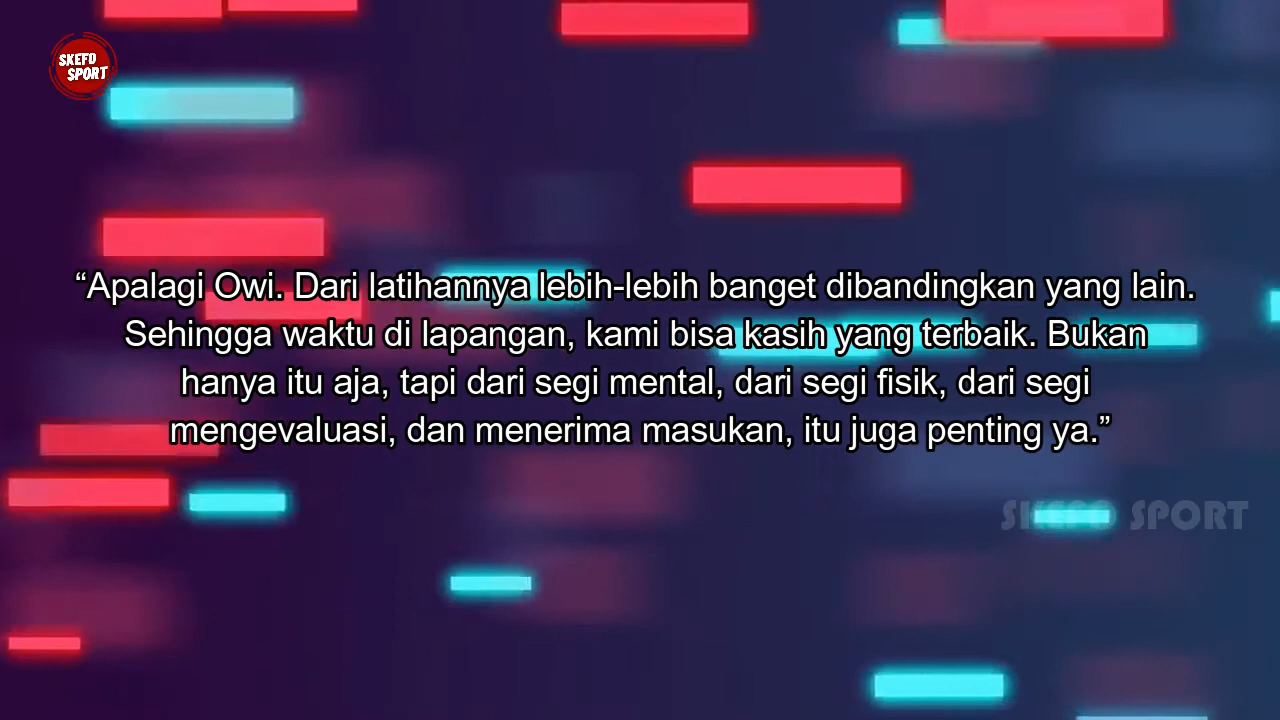 SKEFO
SPORT
“Apalagi Owi. Dari latihannya lebih-lebih banget dibandingkan yang lain.
Sehingga waktu di lapangan, kami bisa kasih yang terbaik. Bukan
hanya itu aja, tapi dari segi mental, dari segi fisik, dari segi
mengevaluasi, dan menerima masukan, itu juga penting ya.”
SKEFO SPORT